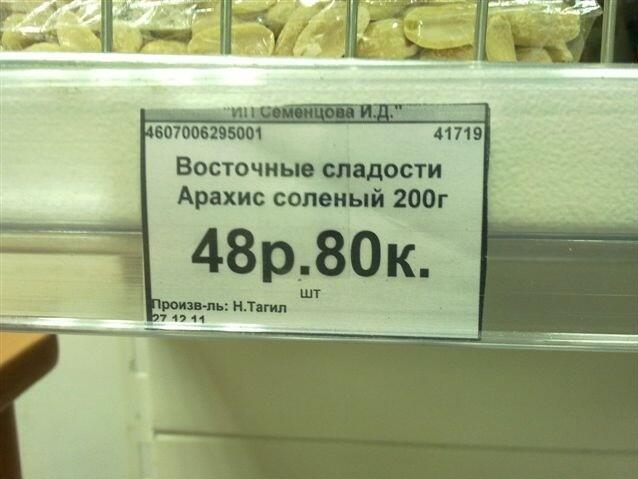 "ИП Семенцова И.Д."
4607006295001 41719
Восточные сладости
Арахис соленый 200г
48р.80к.
шт
Произв-ль: Н.Тагил
27.12.11